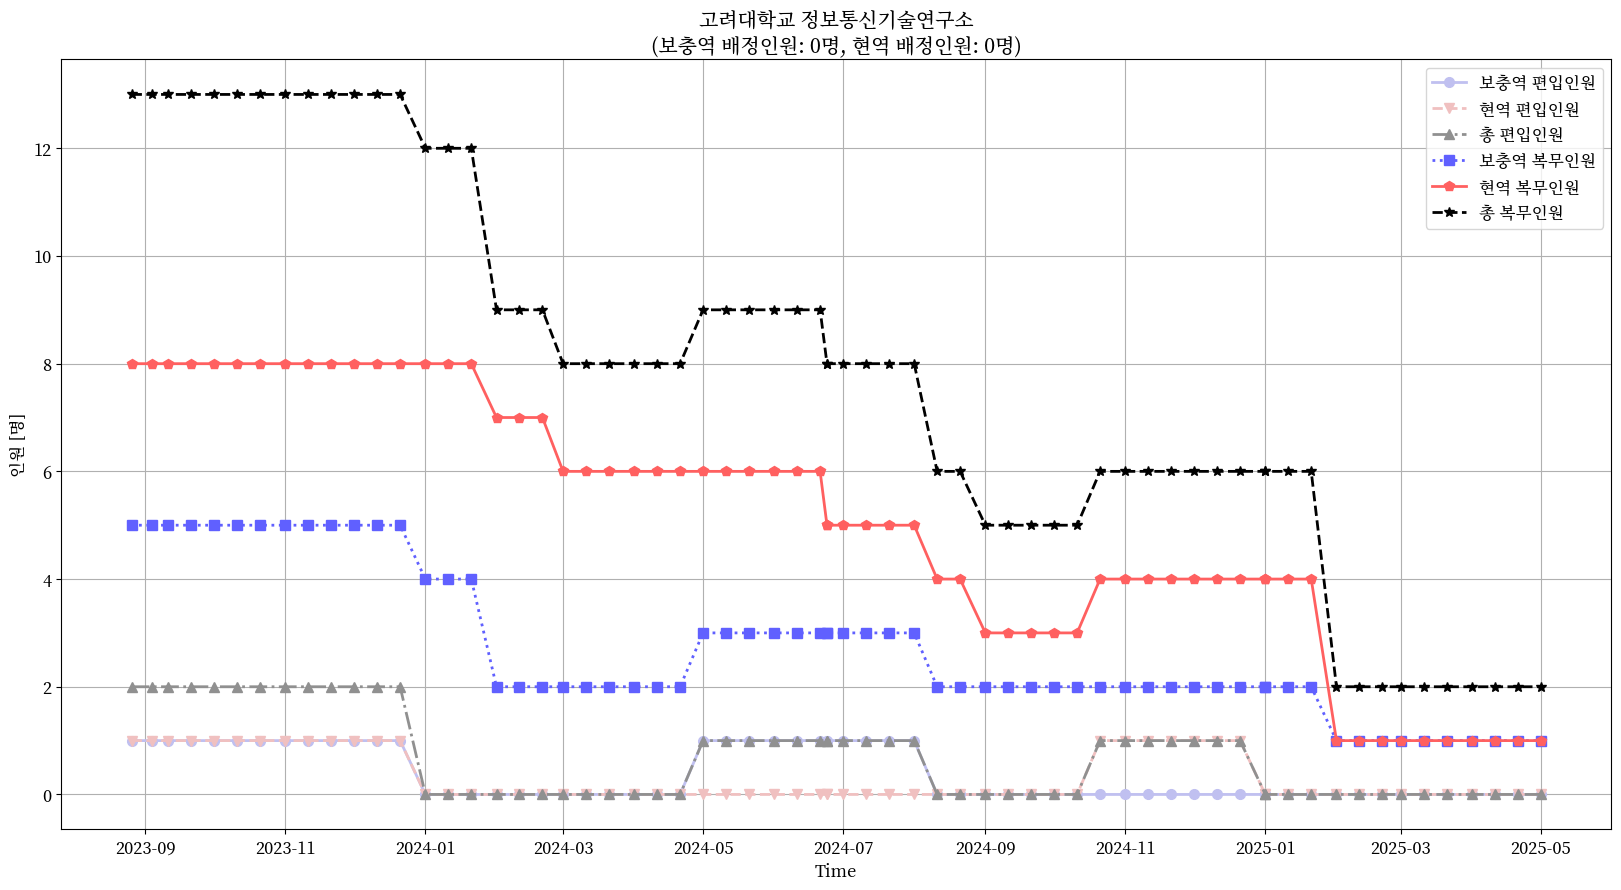 고려대학교 정보통신기술연구소
(보충역 배정인원: 0명, 현역 배정인원: 0명)
보충역 편입인원
현역 편입인원
총 편입인원
보충역 복무인원
현역 복무인원
총 복무인원
인원 [명]
12
10
8
6
4
2
0
2023-09 2023-11 2024-01 2024-03 2024-05 2024-07 2024-09 2024-11 2025-01 2025-03 2025-05
Time